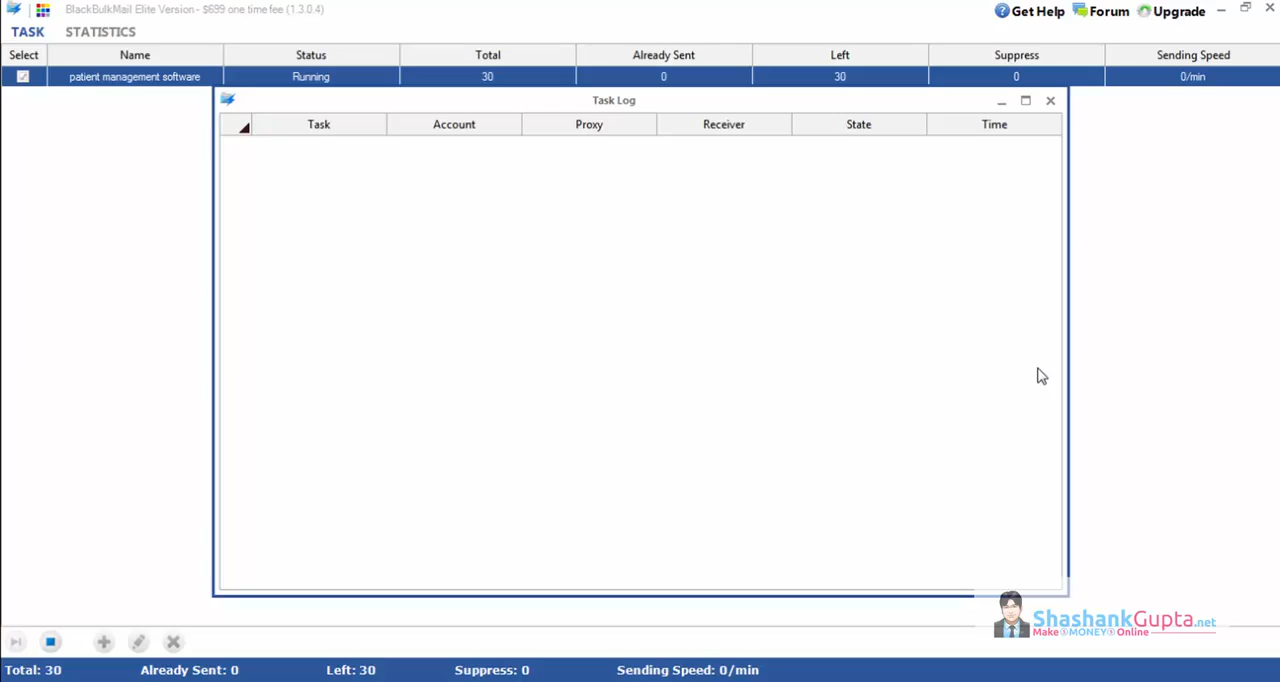 BlackBulkMail Elite Version - $699 one time fee (1.3.0.4)
Get Help Forum Upgrade
TASK STATISTICS
Select Name Status Total Already Sent Left Suppress Sending Speed
patient management software Running 30 0 30 0 0/min
Task Log
Task Account Proxy Receiver State Time
ShashankGupta.net
Make MONEY Online
Total: 30 Already Sent: 0 Left: 30 Suppress: 0 Sending Speed: 0/min